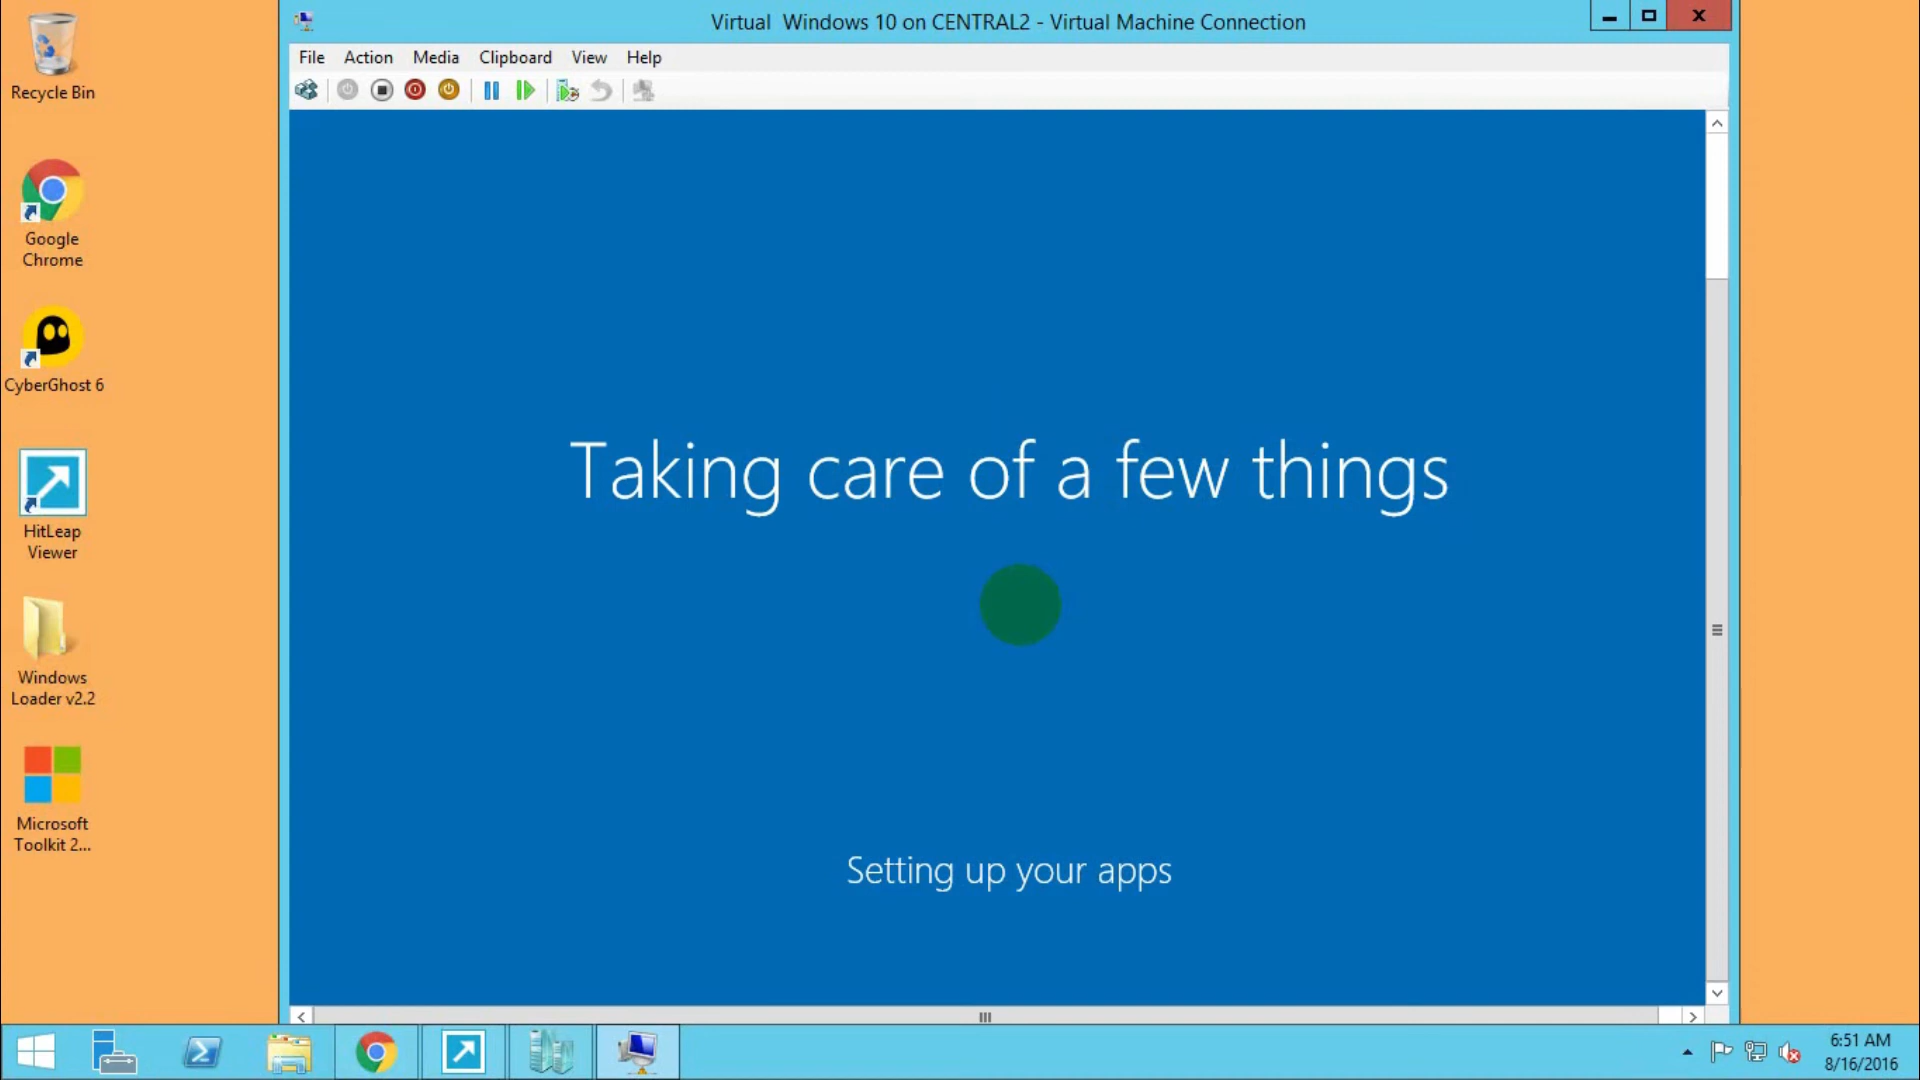 Virtual Windows 10 on CENTRAL2 - Virtual Machine Connection
File Action Media Clipboard View Help
Recycle Bin
Google
Chrome
CyberGhost 6
HitLeap
Viewer
Windows
Loader v2.2
Microsoft
Toolkit 2...
Taking care of a few things
Setting up your apps
6:51 AM
8/16/2016